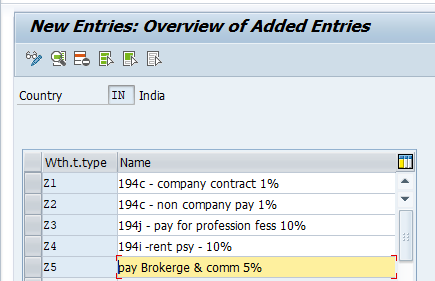 New Entries: Overview of Added Entries
Country IN India
Wth.t.type Name
Z1 194c - company contract 1%
Z2 194c - non company pay 1%
Z3 194j - pay for profession fess 10%
Z4 194i -rent psy - 10%
Z5 pay Brokerge & comm 5%